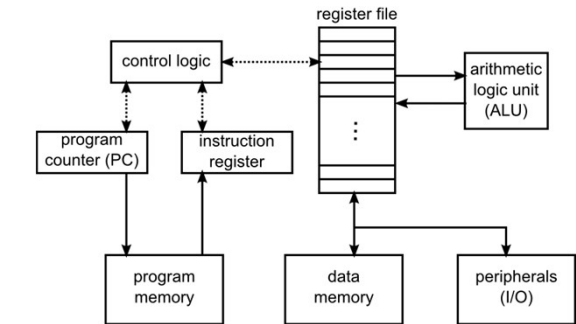 register file
control logic
arithmetic
logic unit
(ALU)
program
counter (PC)
instruction
register
program
memory
data
memory
peripherals
(I/O)